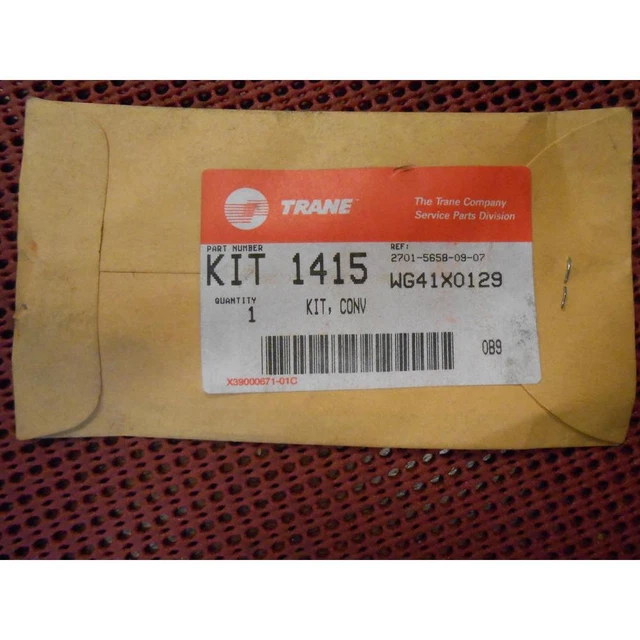 TRANE
The Trane Company
Service Parts Division
PART NUMBER
KIT 1415
REF:
2701-5658-09-07
WG41X0129
QUANTITY
1
KIT, CONV
089
X39000671-01C